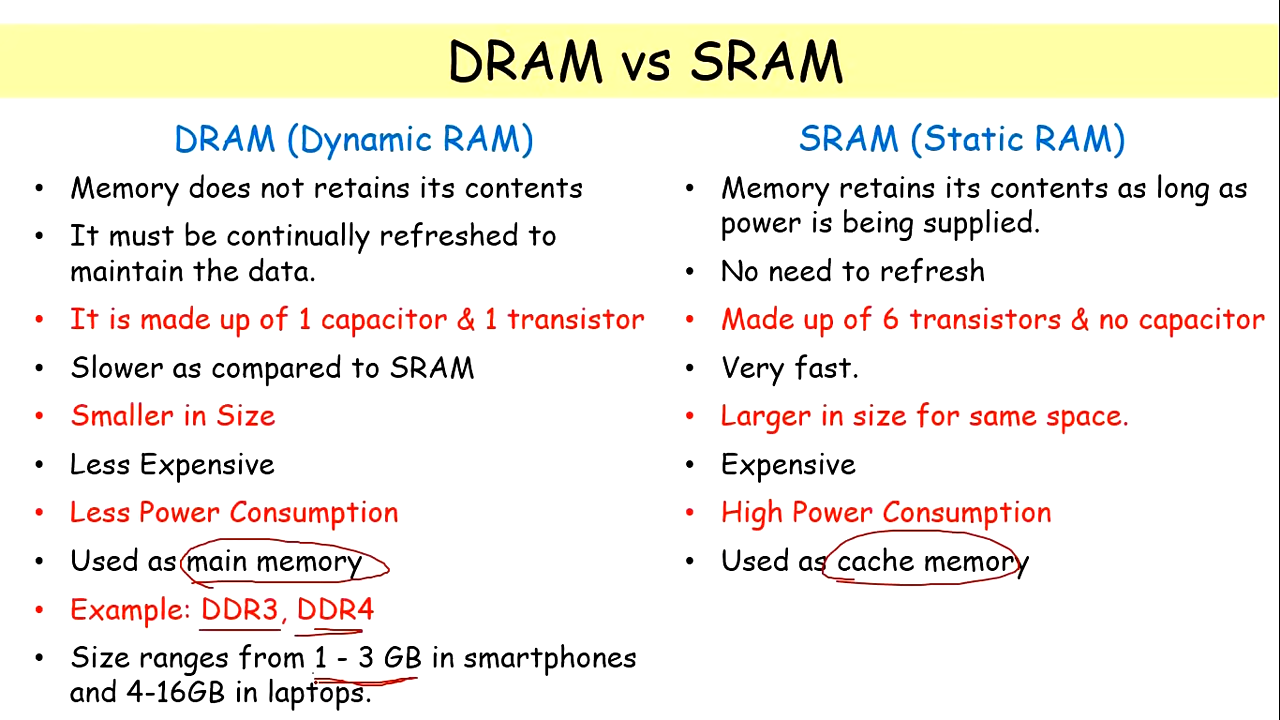 DRAM vs SRAM
DRAM (Dynamic RAM)
• Memory does not retains its contents
• It must be continually refreshed to
maintain the data.
• It is made up of 1 capacitor & 1 transistor
• Slower as compared to SRAM
• Smaller in Size
• Less Expensive
• Less Power Consumption
• Used as main memory
• Example: DDR3, DDR4
• Size ranges from 1 - 3 GB in smartphones
and 4-16GB in laptops.
SRAM (Static RAM)
• Memory retains its contents as long as
power is being supplied.
• No need to refresh
• Made up of 6 transistors & no capacitor
• Very fast.
• Larger in size for same space.
• Expensive
• High Power Consumption
• Used as cache memory